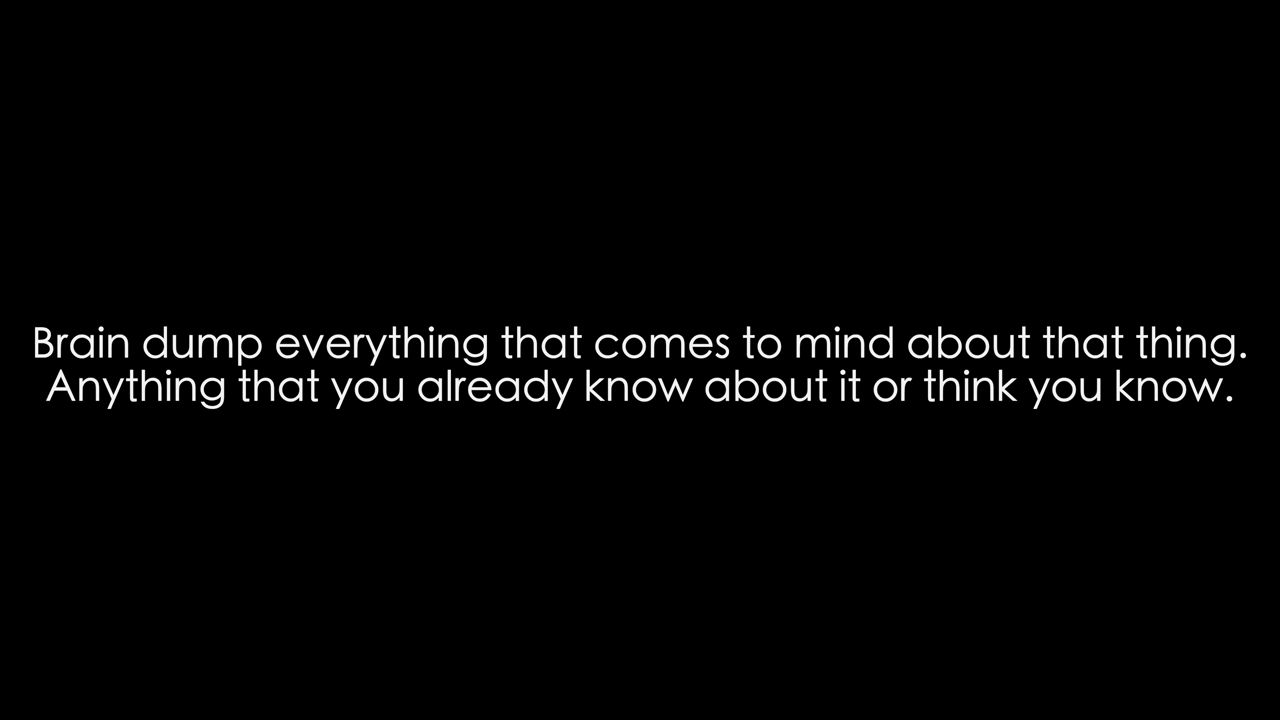 Brain dump everything that comes to mind about that thing.
Anything that you already know about it or think you know.